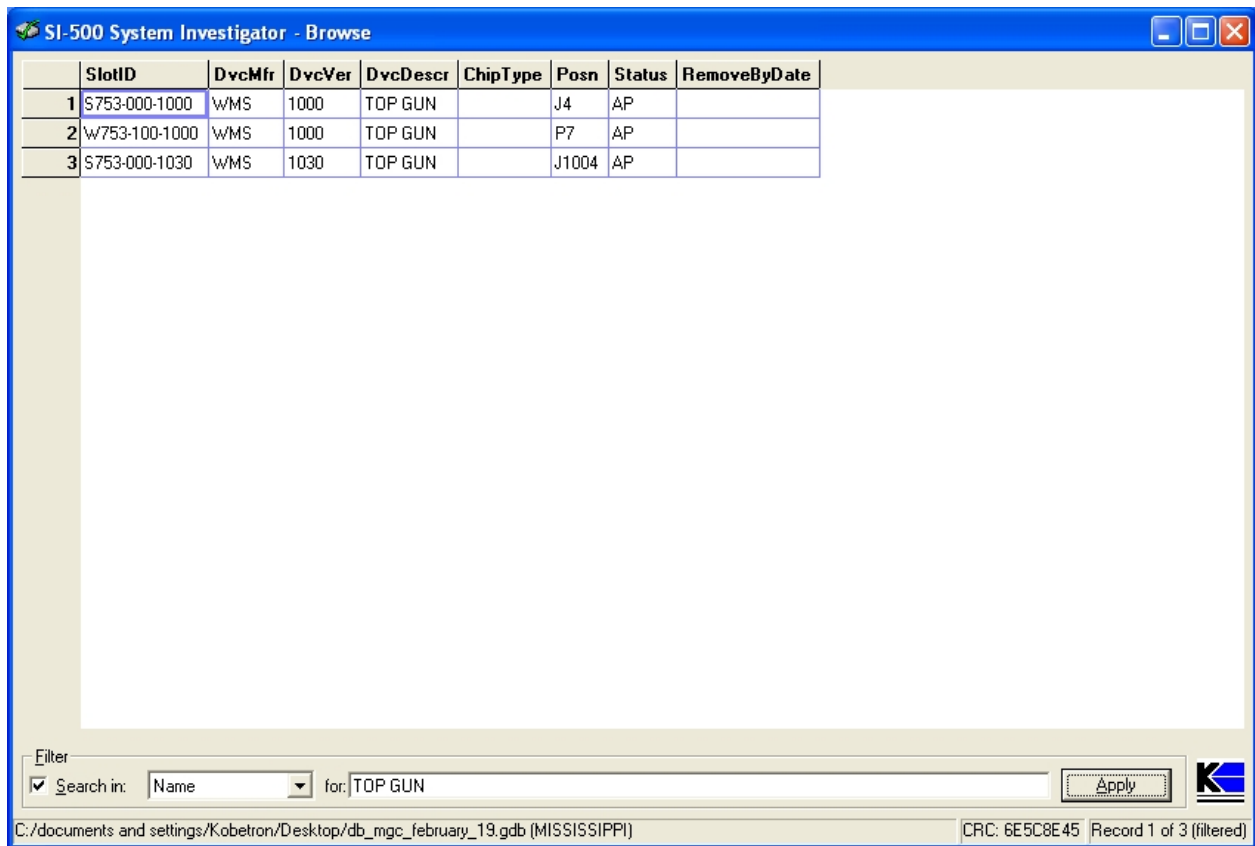 SI-500 System Investigator - Browse
SlotID DvcMfr DvcVer DvcDescr ChipType Posn Status RemoveByDate
1 S753-000-1000 WMS 1000 TOP GUN J4 AP
2 W753-100-1000 WMS 1000 TOP GUN P7 AP
3 S753-000-1030 WMS 1030 TOP GUN J1004 AP
Filter
Search in: Name for: TOP GUN Apply
K
C:/documents and settings/Kobetron/Desktop/db_mgc_february_19.gdb (MISSISSIPPI) CRC: 6E5C8E45 Record 1 of 3 (filtered)